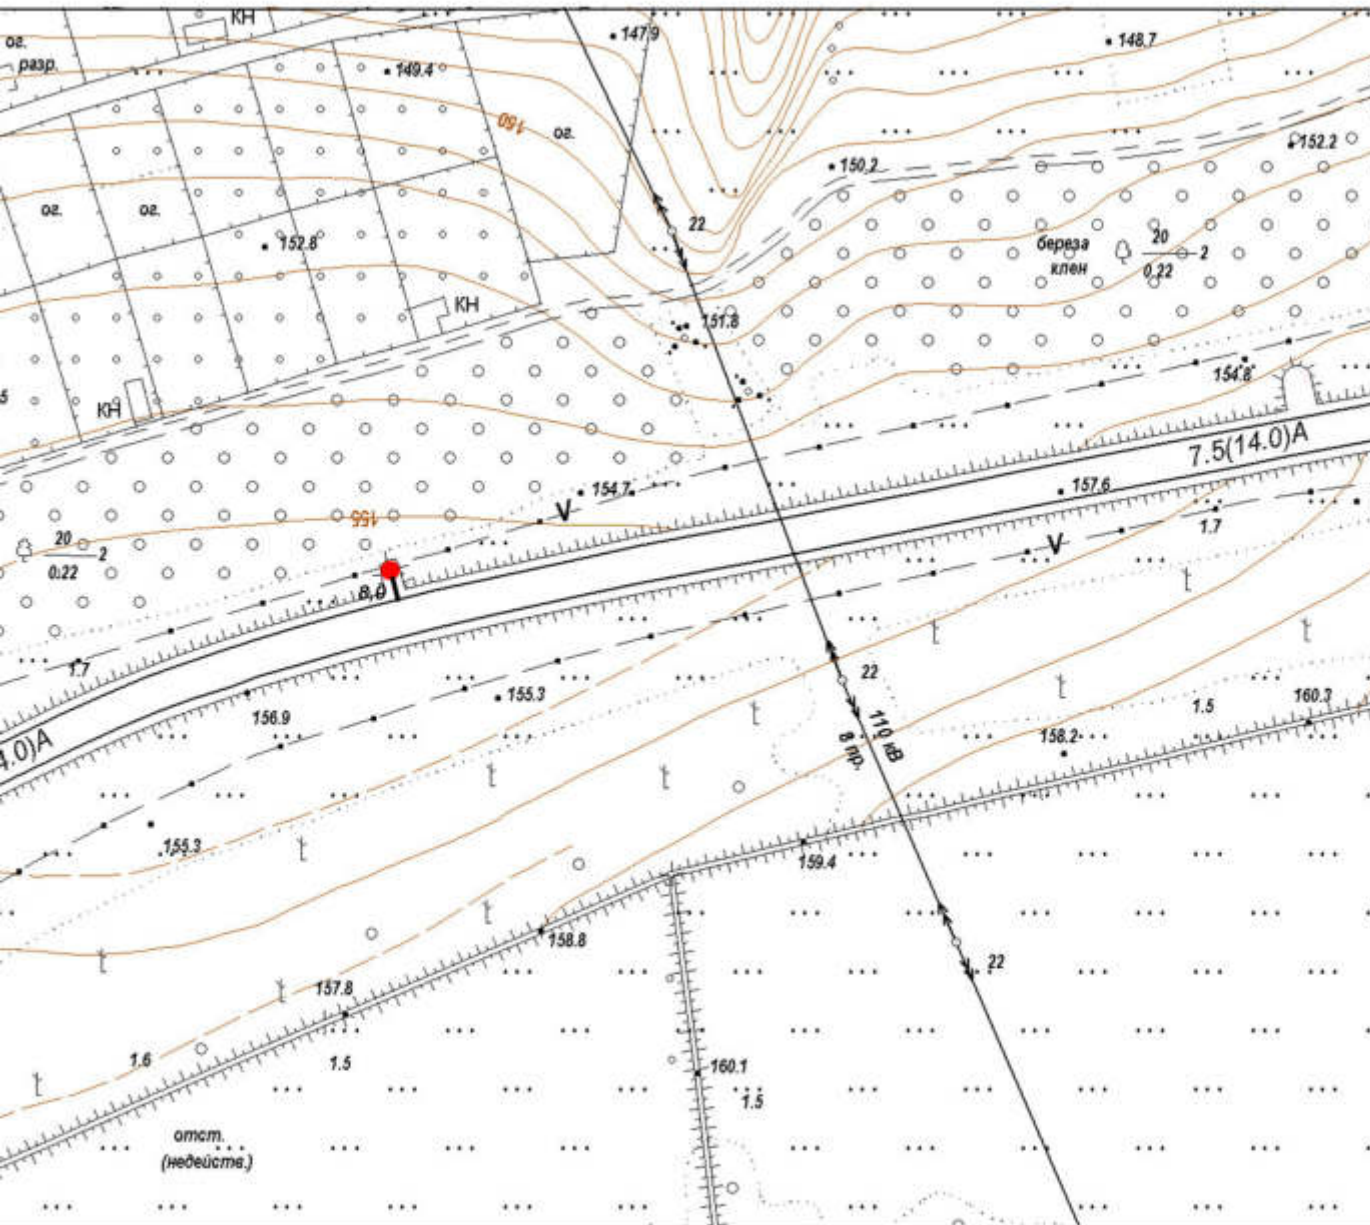 КН
ог.
разр.
147.9
148.7
149.4
150
ог.
152.2
150.2
ог.
ог.
22
152.8
береза
клен
20
0.22
2
КН
151.8
154.8
5
КН
7.5(14.0)А
154.7
V
157.6
155
1.7
20
0.22
2
V
8,0
1.7
22
155.3
156.9
110 кВ
8 пр.
1.5
160.3
158.2
4.0)А
155.3
159.4
158.8
22
157.8
1.6
1.5
160.1
1.5
отст.
(недейств.)